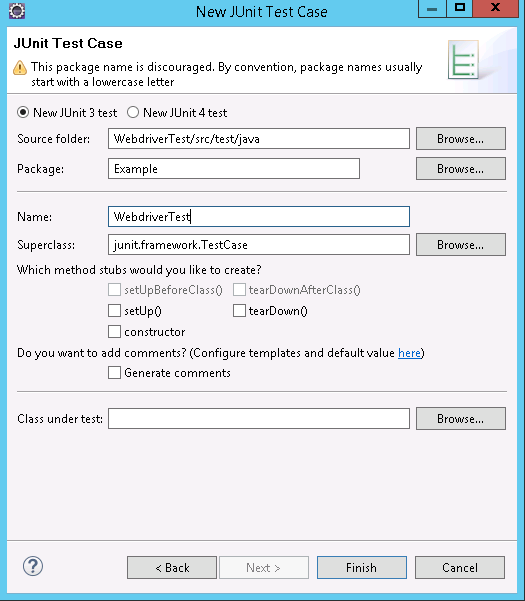 New JUnit Test Case
JUnit Test Case
This package name is discouraged. By convention, package names usually
start with a lowercase letter
New JUnit 3 test New JUnit 4 test
Source folder: WebdriverTest/src/test/java Browse...
Package: Example Browse...
Name: WebdriverTest
Superclass: junit.framework.TestCase Browse...
Which method stubs would you like to create?
setUpBeforeClass() tearDownAfterClass()
setUp() tearDown()
constructor
Do you want to add comments? (Configure templates and default value here)
Generate comments
Class under test: Browse...
? < Back Next > Finish Cancel